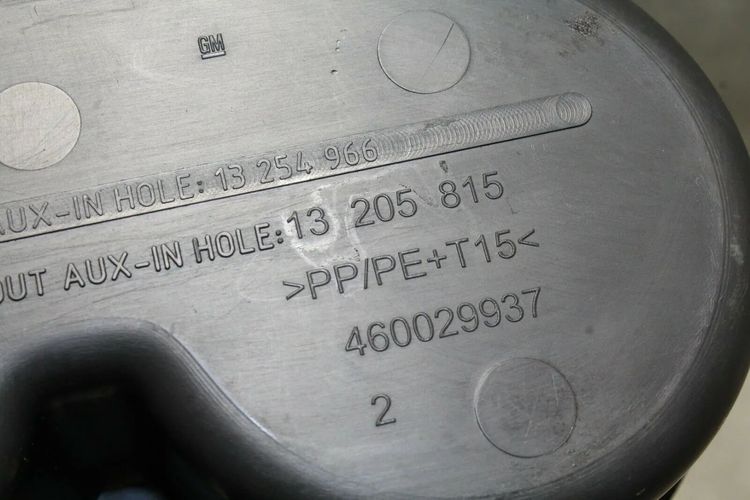 GM
AUX-IN HOLE: 13 254 966
OUT AUX-IN HOLE: 13 205 815
>PP/PE+T15<
460029937
2